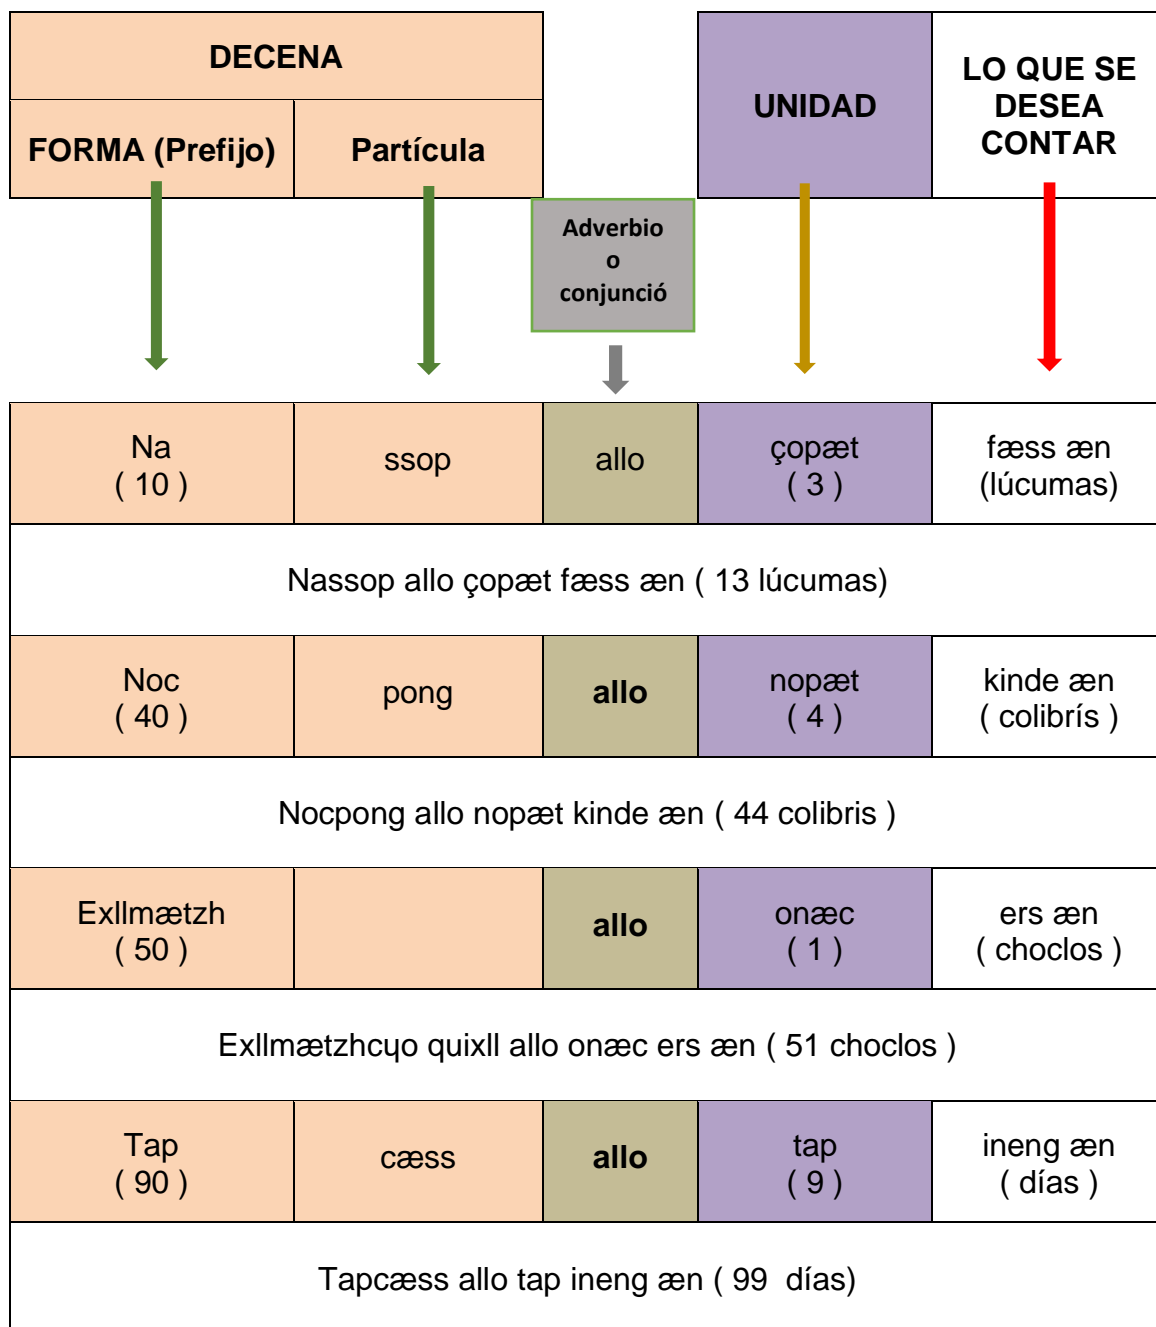 DECENA
FORMA (Prefijo)
Partícula
UNIDAD
LO QUE SE
DESEA
CONTAR
Adverbio
o
conjunció
Na
( 10 )
ssop
allo
çopæt
( 3 )
fæss æn
(lúcumas)
Nassop allo çopæt fæss æn ( 13 lúcumas)
Noc
( 40 )
pong
allo
nopæt
( 4 )
kinde æn
( colibrís )
Nocpong allo nopæt kinde æn ( 44 colibris )
Exllmætzh
( 50 )
allo
onæc
( 1 )
ers æn
( choclos )
Exllmætzhcɥo quixll allo onæc ers æn ( 51 choclos )
Tap
( 90 )
cæss
allo
tap
( 9 )
ineng æn
( días )
Tapcæss allo tap ineng æn ( 99 días)